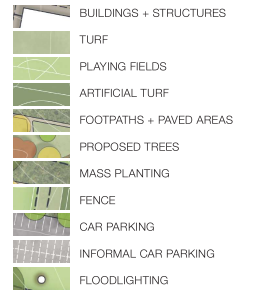 BUILDINGS + STRUCTURES
TURF
PLAYING FIELDS
ARTIFICIAL TURF
FOOTPATHS + PAVED AREAS
PROPOSED TREES
MASS PLANTING
FENCE
CAR PARKING
INFORMAL CAR PARKING
FLOODLIGHTING